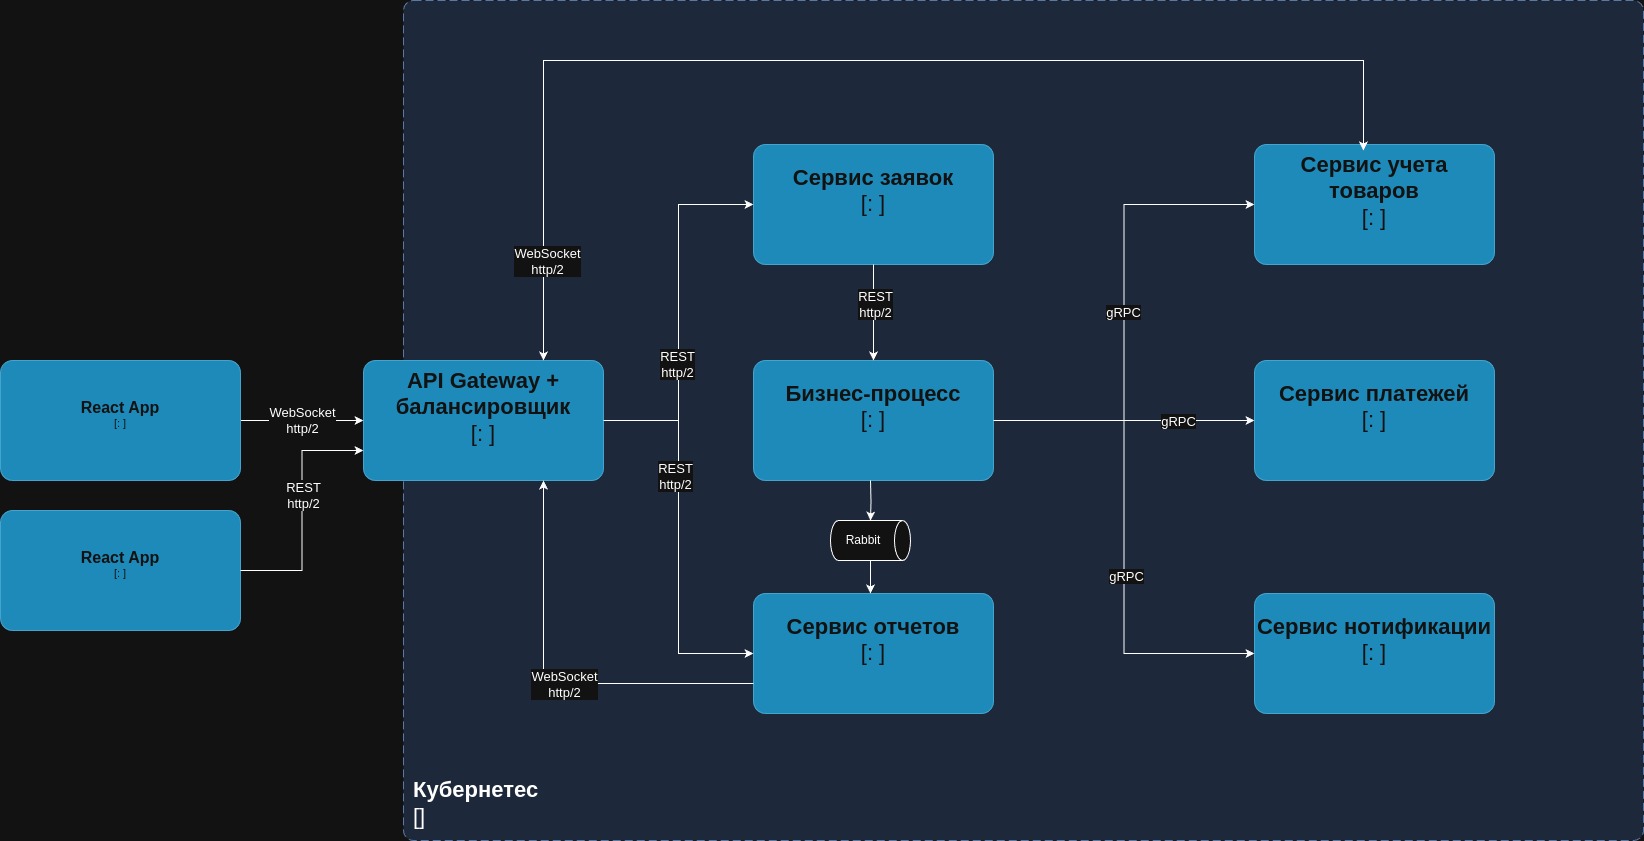 WebSocket
http/2
Сервис заявок
[: ]
Сервис учета
товаров
[: ]
REST
http/2
gRPC
REST
http/2
React App
[: ]
WebSocket
http/2
API Gateway +
балансировщик
[: ]
Бизнес-процесс
[: ]
gRPC
Сервис платежей
[: ]
REST
http/2
REST
http/2
React App
[: ]
Rabbit
gRPC
Сервис отчетов
[: ]
Сервис нотификации
[: ]
WebSocket
http/2
Кубернетес
[]